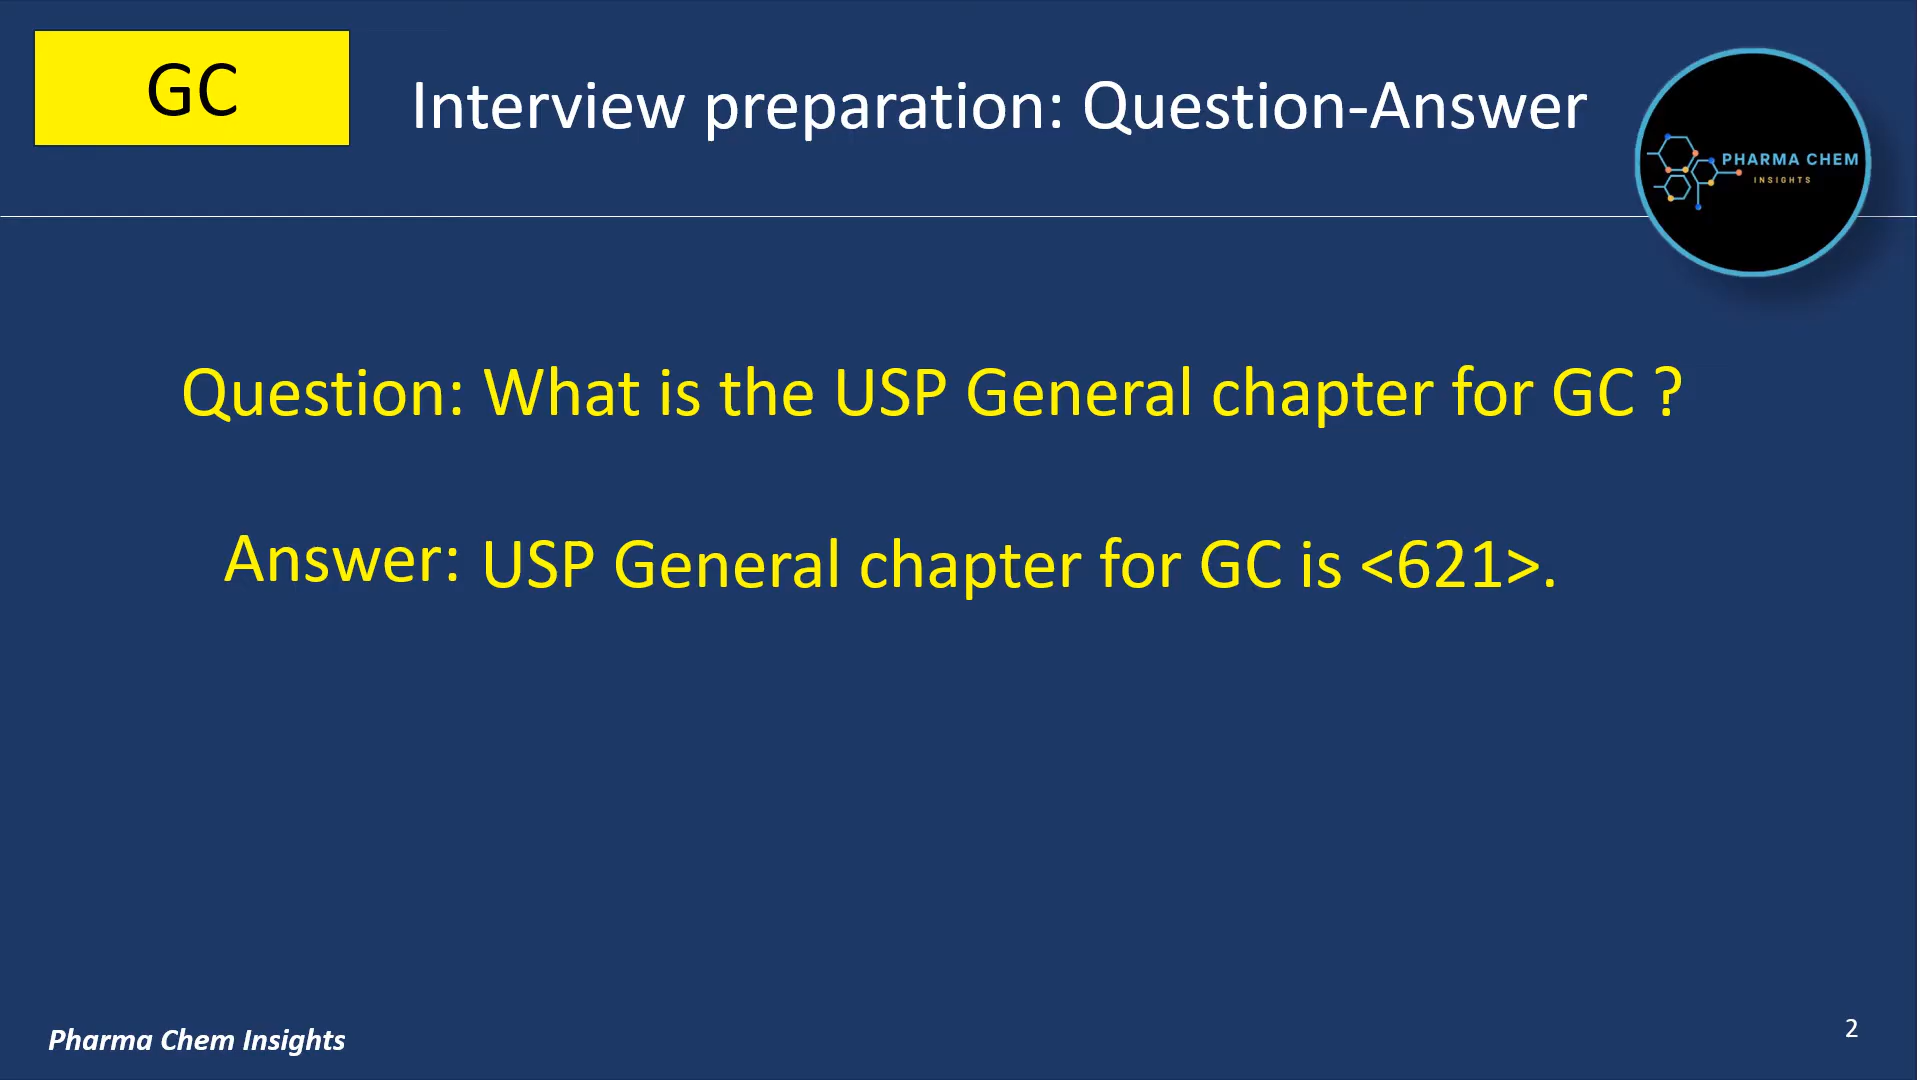 GC
Interview preparation: Question-Answer
PHARMA CHEM
INSIGHTS
Question: What is the USP General chapter for GC ?
Answer: USP General chapter for GC is <621>.
Pharma Chem Insights
2